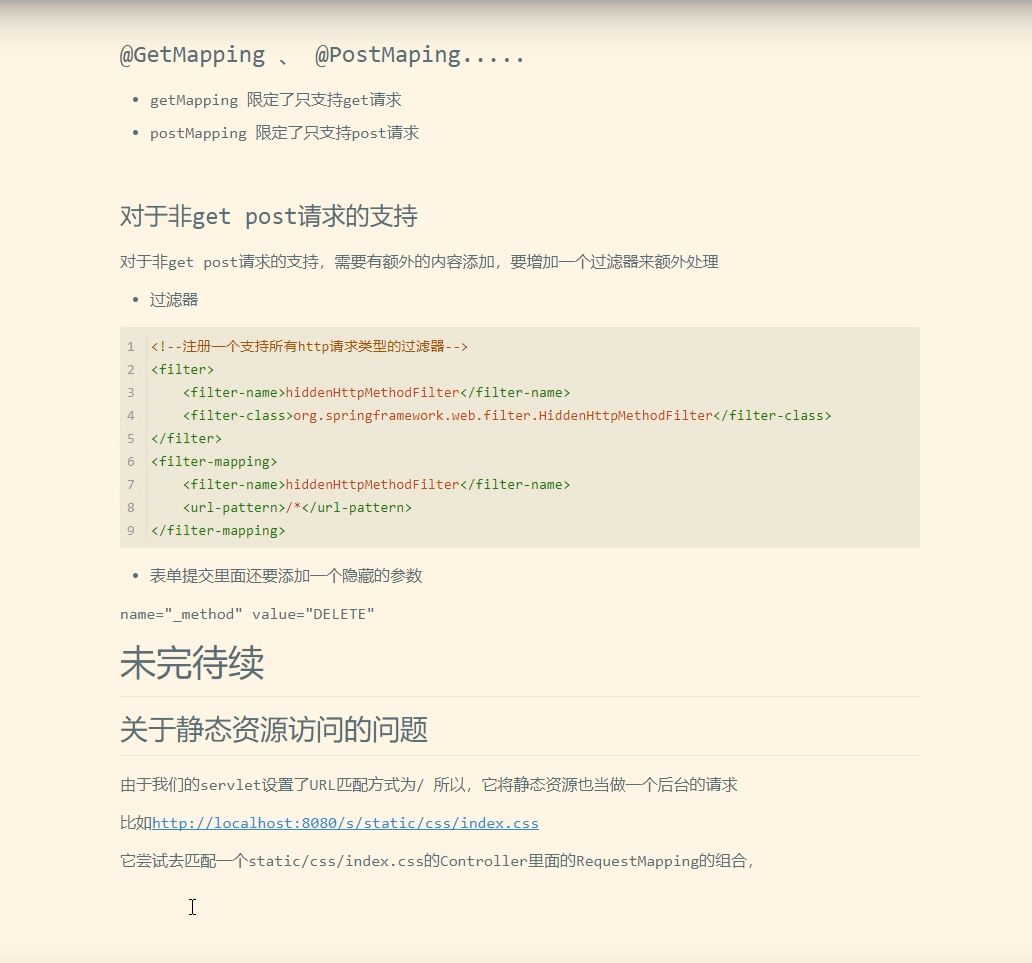 @GetMapping 、 @PostMaping.....
• getMapping 限定了只支持get请求
• postMapping 限定了只支持post请求
对于非get post请求的支持
对于非get post请求的支持，需要有额外的内容添加，要增加一个过滤器来额外处理
• 过滤器
1 <!--注册一个支持所有http请求类型的过滤器-->
2 <filter>
3     <filter-name>hiddenHttpMethodFilter</filter-name>
4     <filter-class>org.springframework.web.filter.HiddenHttpMethodFilter</filter-class>
5 </filter>
6 <filter-mapping>
7     <filter-name>hiddenHttpMethodFilter</filter-name>
8     <url-pattern>/*</url-pattern>
9 </filter-mapping>
• 表单提交里面还要添加一个隐藏的参数
name="_method" value="DELETE"
未完待续
关于静态资源访问的问题
由于我们的servlet设置了URL匹配方式为/ 所以，它将静态资源也当做一个后台的请求
比如http://localhost:8080/s/static/css/index.css
它尝试去匹配一个static/css/index.css的Controller里面的RequestMapping的组合，